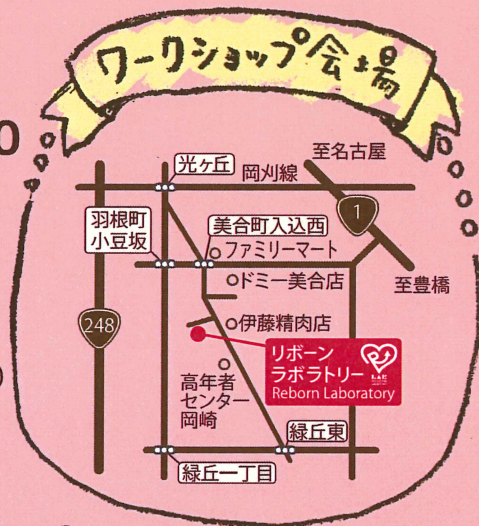 ワークショップ会場
光ヶ丘
岡刈線
至名古屋
1
羽根町
小豆坂
美合町入込西
ファミリーマート
ドミー美合店
至豊橋
248
伊藤精肉店
リボーン
ラボラトリー
Reborn Laboratory
高年者
センター
岡崎
緑丘東
緑丘一丁目